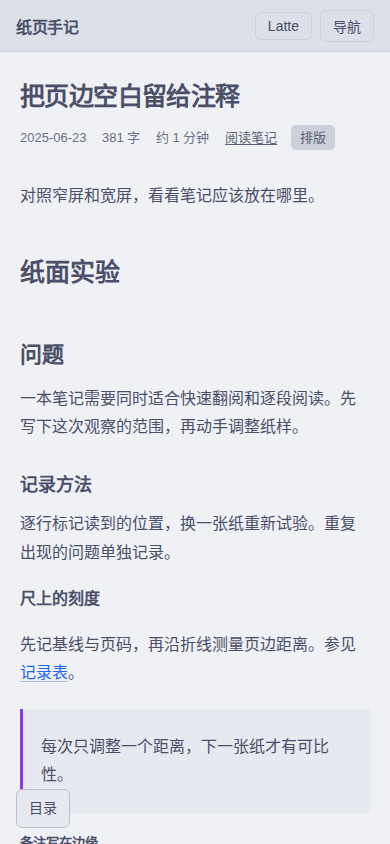 纸页手记
Latte
导航
把页边空白留给注释
2025-06-23 381 字 约 1 分钟 阅读笔记 排版
对照窄屏和宽屏，看看笔记应该放在哪里。
纸面实验
问题
一本笔记需要同时适合快速翻阅和逐段阅读。先
写下这次观察的范围，再动手调整纸样。
记录方法
逐行标记读到的位置，换一张纸重新试验。重复
出现的问题单独记录。
尺上的刻度
先记基线与页码，再沿折线测量页边距离。参见
记录表。
每次只调整一个距离，下一张纸才有可比
性。
目录
备注写在边缘